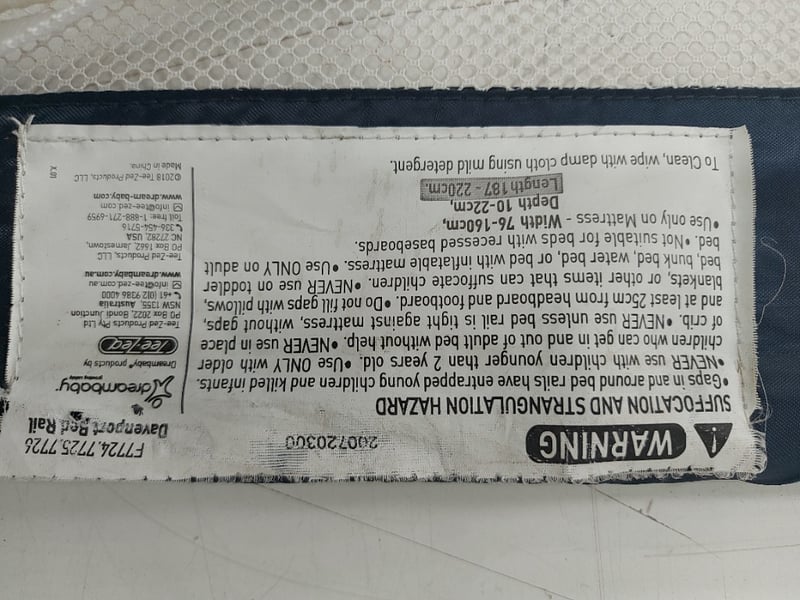 WARNING
200720300
SUFFOCATION AND STRANGULATION HAZARD
•Gaps in and around bed rails have entrapped young children and killed infants.
•NEVER use with children younger than 2 years old. •Use ONLY with older
children who can get in and out of adult bed without help. •NEVER use in place
of crib. •NEVER use unless bed rail is tight against mattress, without gaps,
and at least 25cm from headboard and footboard. •Do not fill gaps with pillows,
blankets, or other items that can suffocate children. •NEVER use on toddler
bed, bunk bed, water bed, or bed with inflatable mattress. •Use ONLY on adult
bed. •Not suitable for beds with recessed baseboards.
•Use only on Mattress - Width 76-160cm,
Depth 10-22cm,
Length 187 - 220cm.
To Clean, wipe with damp cloth using mild detergent.
F7724.7725.7726
Davenport Bed Rail
dreambaby
growing safety
Dreambaby® products by
Tee-Zed
Tee-Zed Products Pty Ltd
PO Box 2022, Bondi Junction
NSW 1355, Australia
+61 (0)2 9386 4000
info@tee-zed.com
www.dreambaby.com.au
Tee-Zed Products, LLC
PO Box 1662, Jamestown,
NC 27282, USA
336-454-5716
Toll free: 1-888-271-6959
info@tee-zed.com
www.dream-baby.com
©2018 Tee-Zed Products, LLC
Made in China.